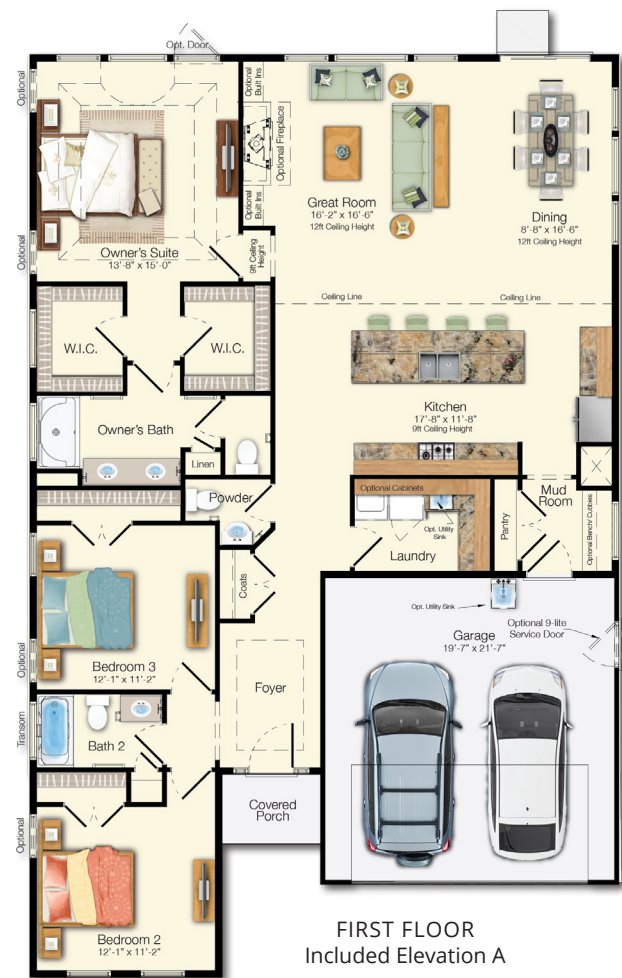 Opt. Door
Optional
Optional
Built Ins
Optional Fireplace
Optional
Built Ins
Great Room
16'-2" x 16'-6"
12ft Ceiling Height
Dining
8'-8" x 16'-6"
12ft Ceiling Height
Optional
Owner's Suite
13'-8" x 15'-0"
9ft Ceiling
Height
Ceiling Line
Ceiling Line
W.I.C.
W.I.C.
Kitchen
17'-8" x 11'-8"
9ft Ceiling Height
Owner's Bath
Linen
Powder
Optional Cabinets
Opt. Utility
Sink
Laundry
Pantry
Mud
Room
Optional Bench/ Cubbies
Coats
Opt. Utility Sink
Optional 9-lite
Service Door
Garage
19'-7" x 21'-7"
Optional
Bedroom 3
12'-1" x 11'-2"
Foyer
Transom
Bath 2
Covered
Porch
Optional
Bedroom 2
12'-1" x 11'-2"
FIRST FLOOR
Included Elevation A